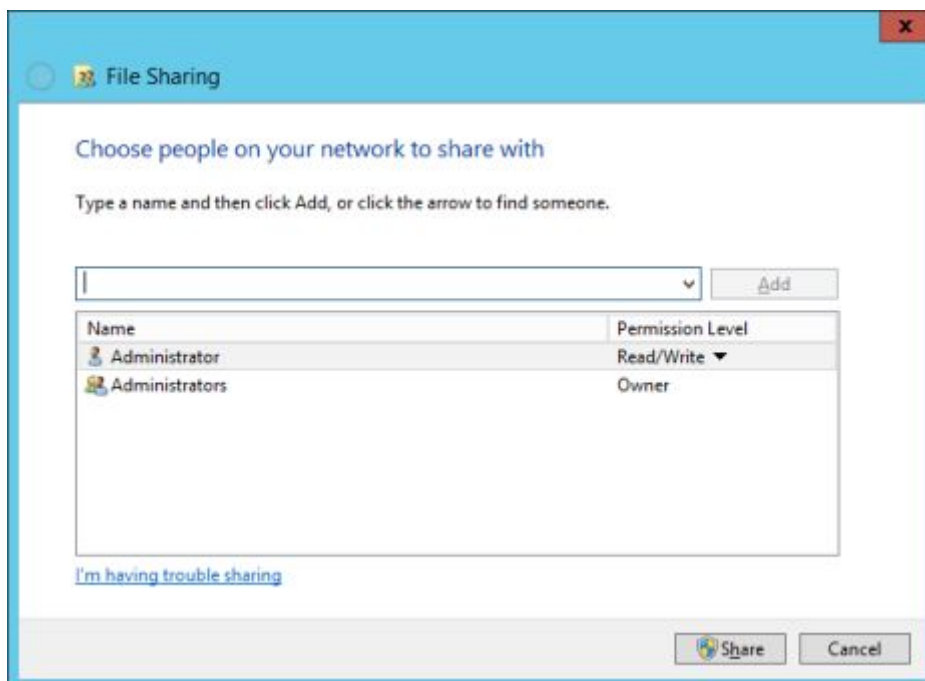 File Sharing
Choose people on your network to share with
Type a name and then click Add, or click the arrow to find someone.
Add
Name Permission Level
Administrator Read/Write
Administrators Owner
I'm having trouble sharing
Share Cancel